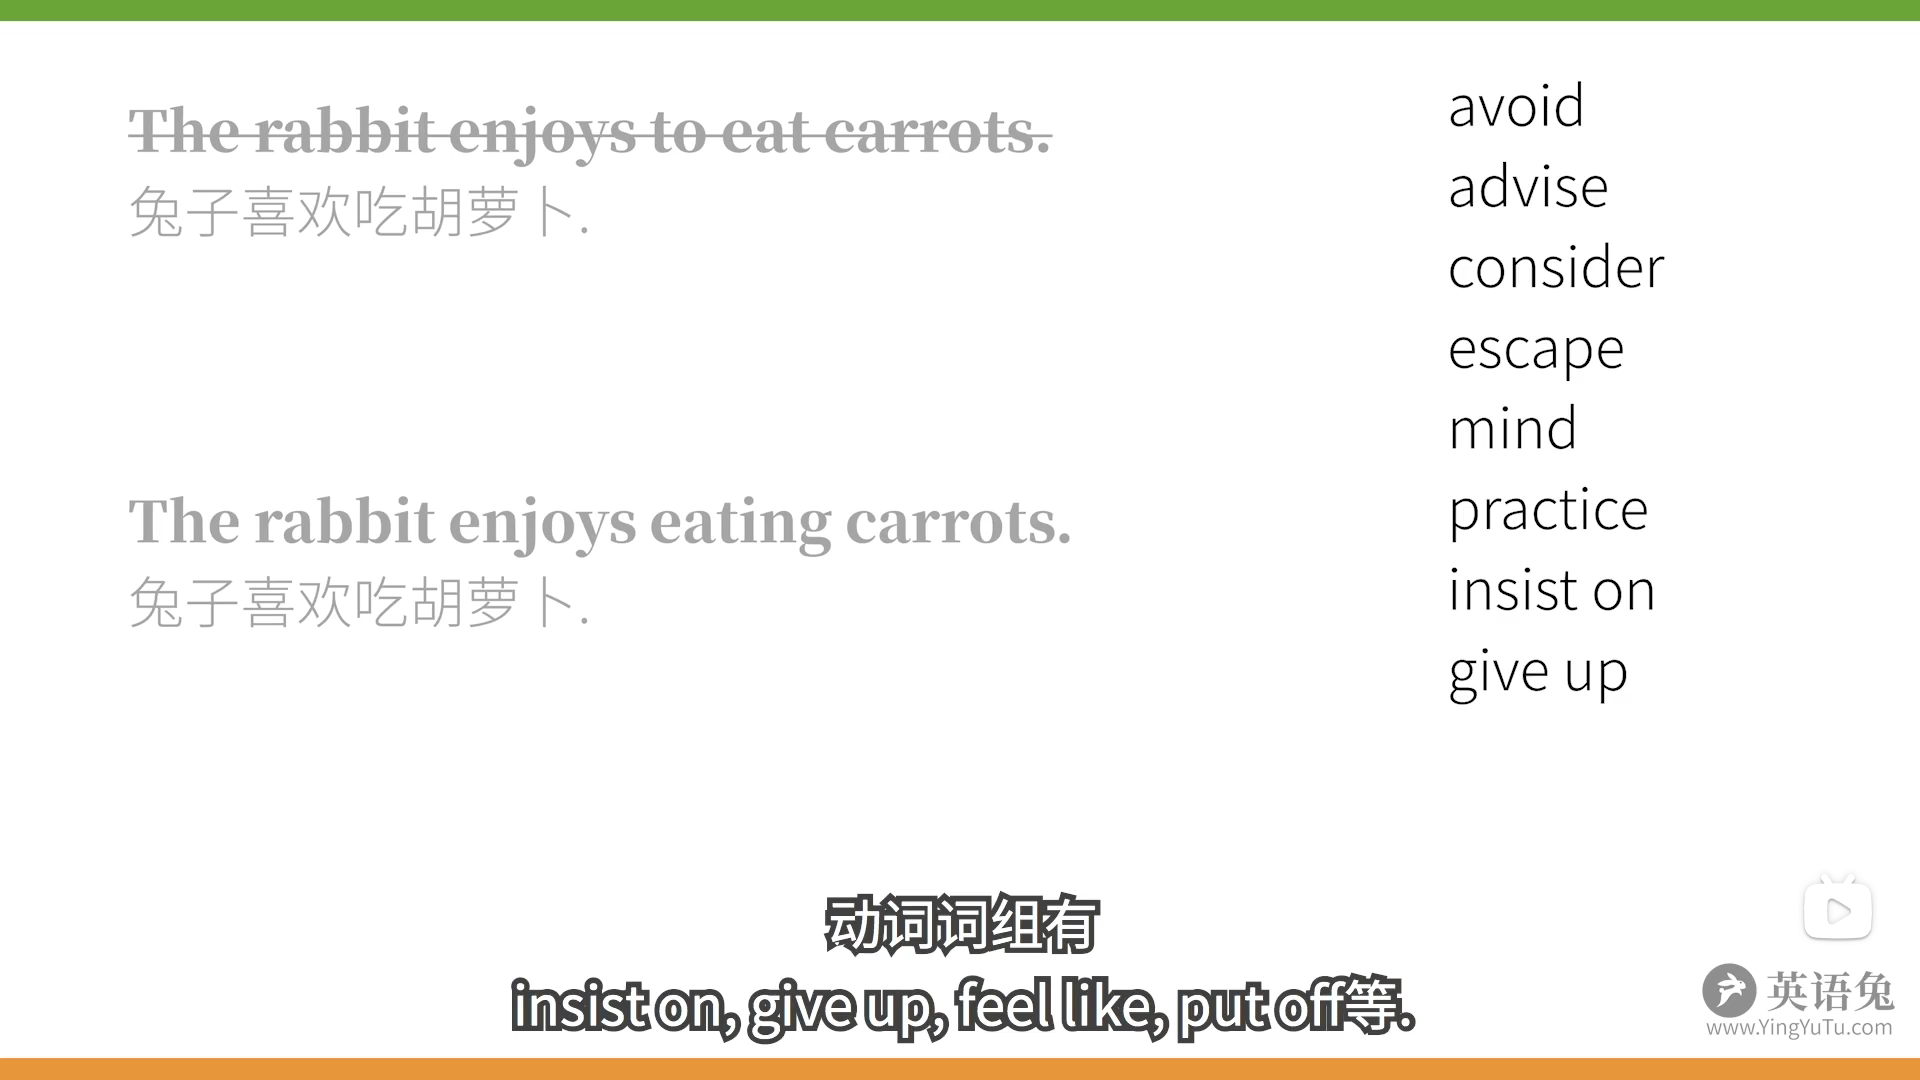 The rabbit enjoys to eat carrots.
兔子喜欢吃胡萝卜.
The rabbit enjoys eating carrots.
兔子喜欢吃胡萝卜.
avoid
advise
consider
escape
mind
practice
insist on
give up
动词词组有
insist on, give up, feel like, put off等.
英语兔
www.YingYuTu.com